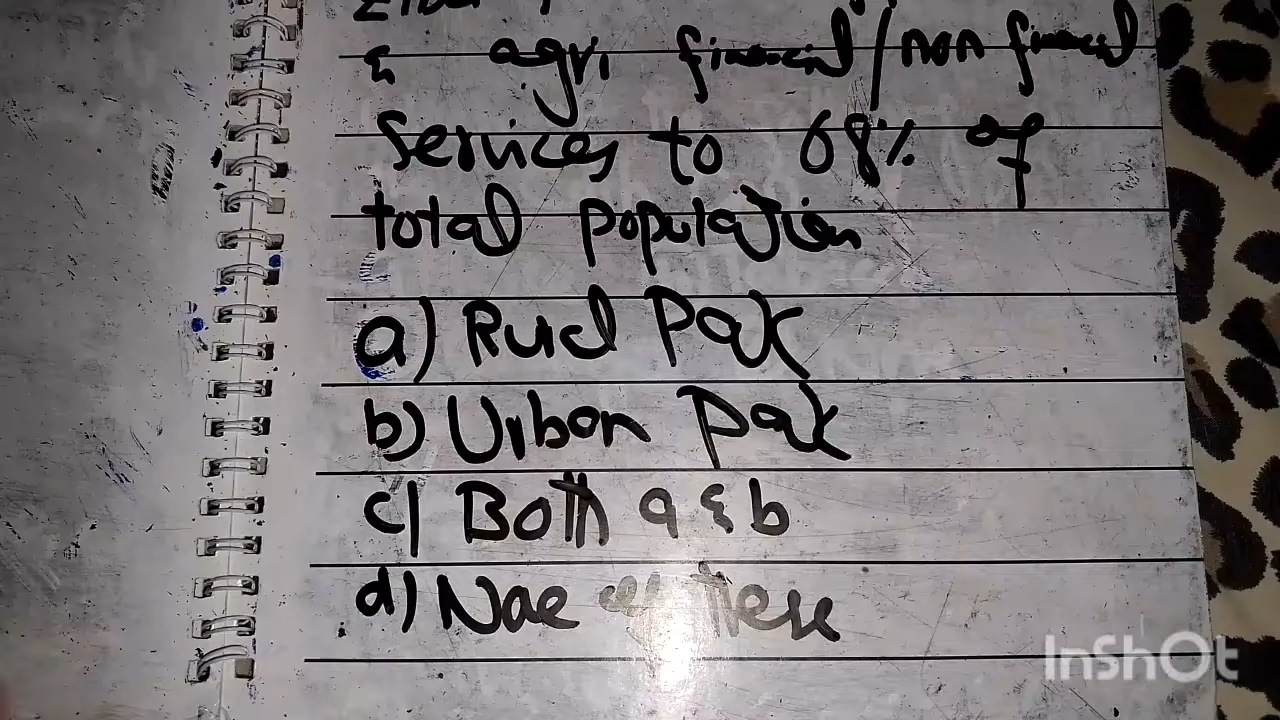 & agri financial/non financial
services to 68% of
total population
a) Rural Pak
b) Urban Pak
c) Both a & b
d) None of these
InShOt